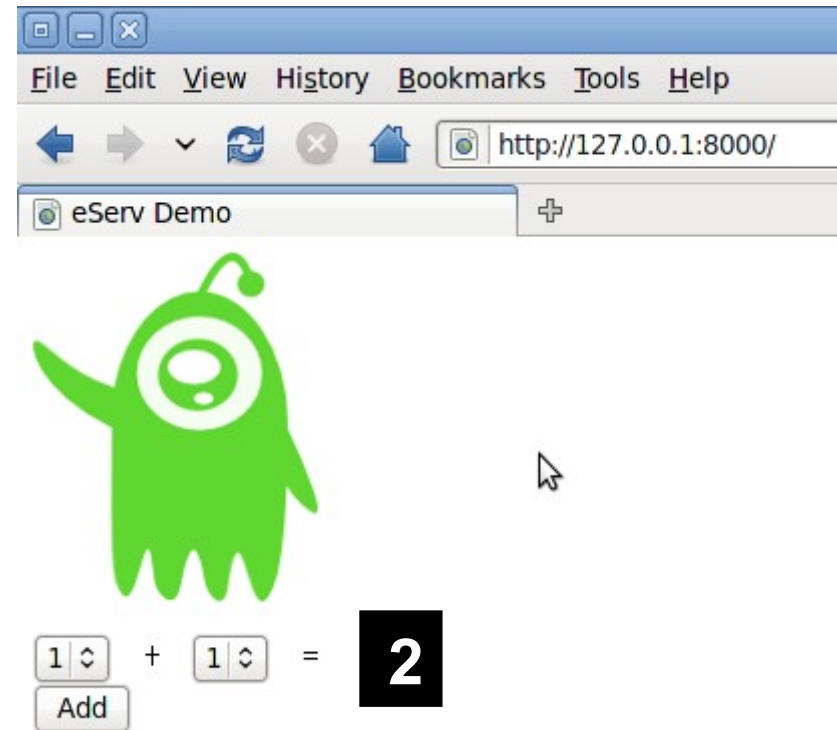 File Edit View History Bookmarks Tools Help
http://127.0.0.1:8000/
eServ Demo
1 + 1 = 2
Add